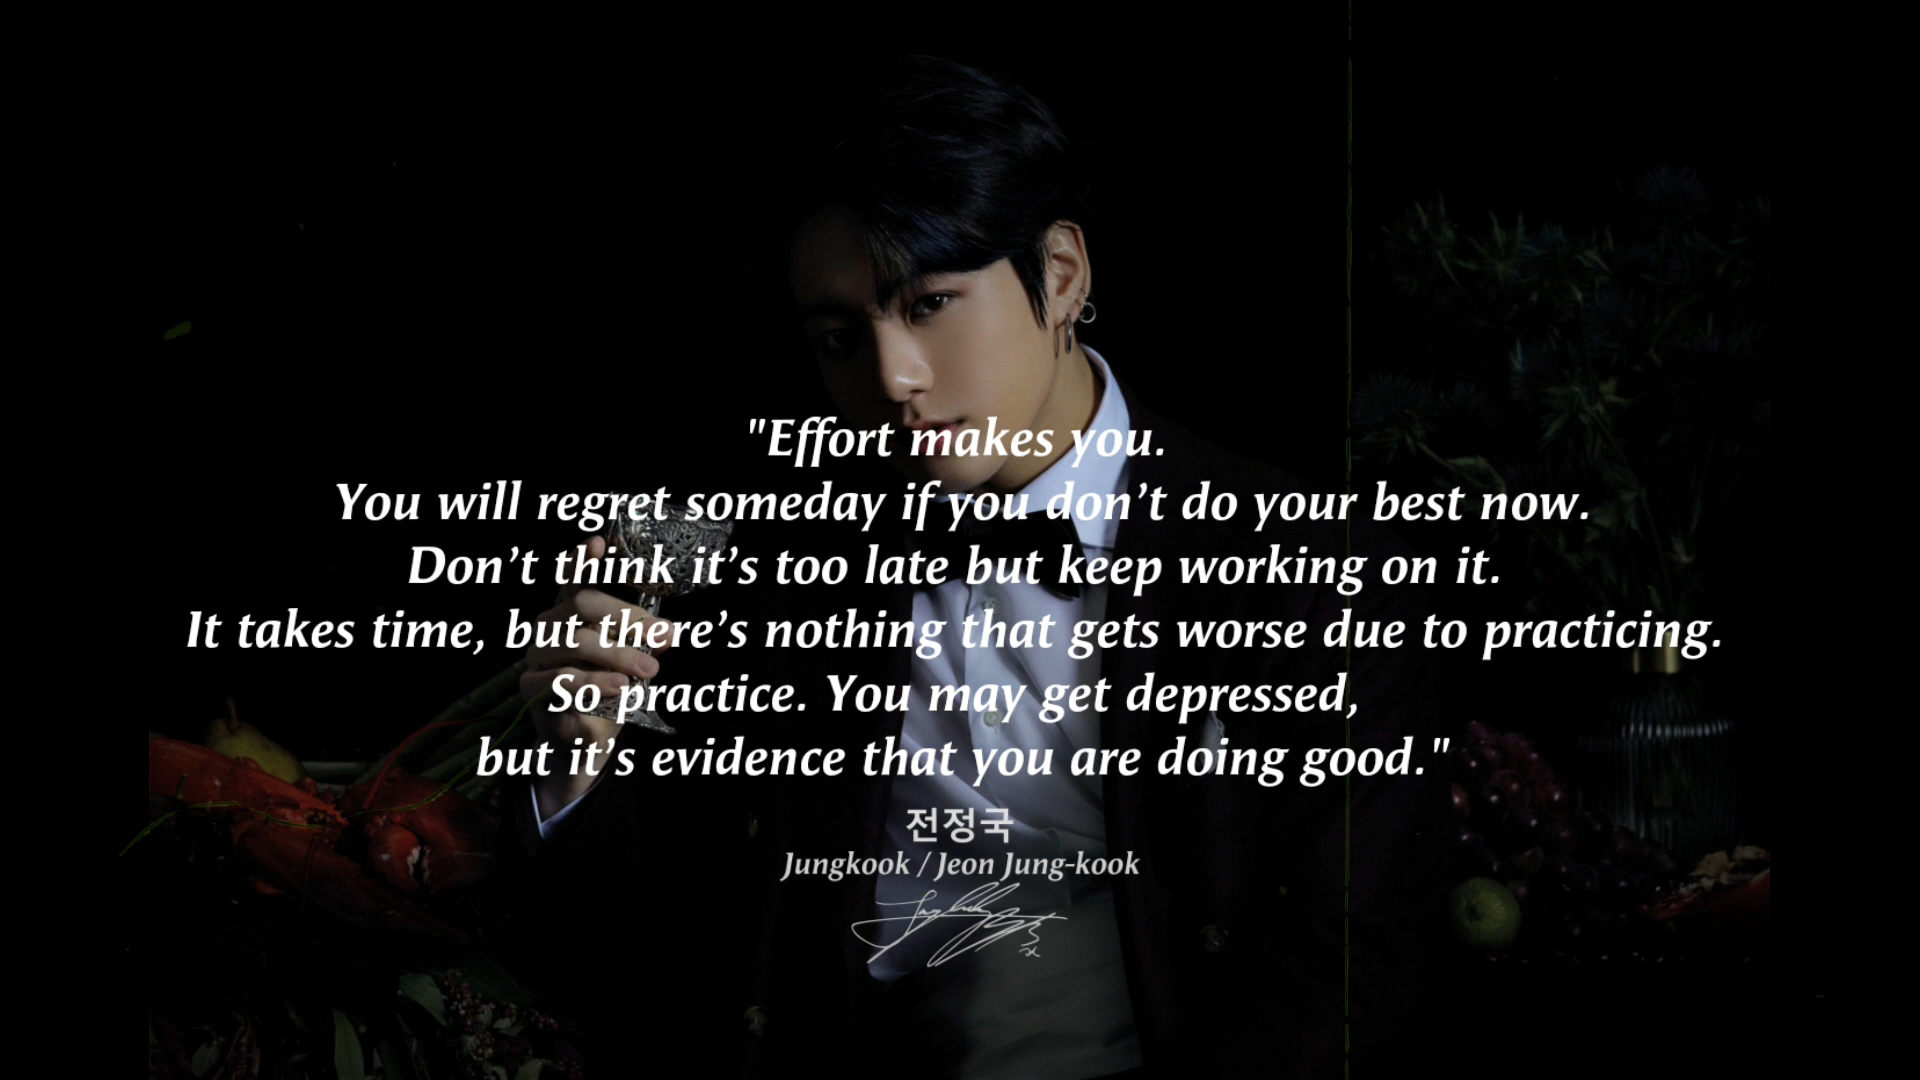 "Effort makes you.
You will regret someday if you don’t do your best now.
Don’t think it’s too late but keep working on it.
It takes time, but there’s nothing that gets worse due to practicing.
So practice. You may get depressed,
but it’s evidence that you are doing good."
전정국
Jungkook / Jeon Jung-kook